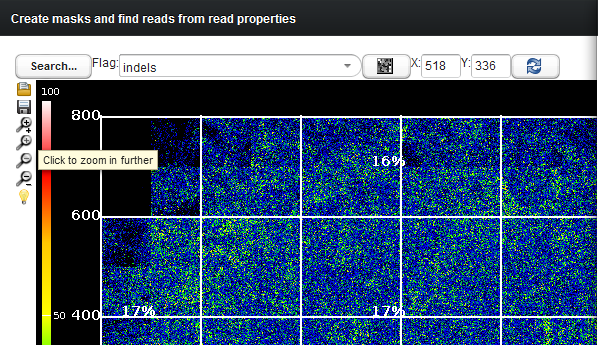 Create masks and find reads from read properties
Search... Flag: indels X: 518 Y: 336
100
800
Click to zoom in further
16%
600
50 400 17% 17%